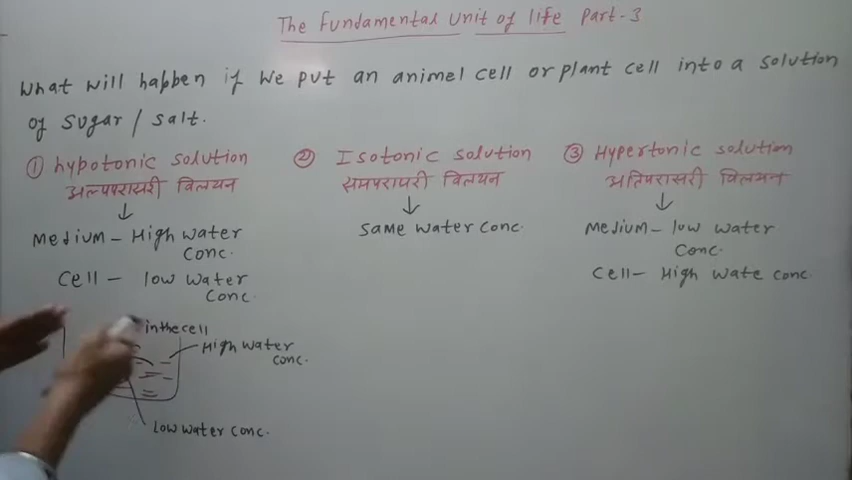 The Fundamental Unit of life Part-3
What will happen if We put an animel cell or plant cell into a solution
of sugar / salt.
① hypotonic solution
अल्पपरासरी विलयन
Medium - High water
Conc.
Cell - low water
Conc.
in the cell
High water
conc.
Low water conc.
② Isotonic solution
समपरासरी विलयन
Same water Conc.
③ Hypertonic solution
अतिपरासरी विलयन
Medium - low water
Conc.
Cell - High wate conc.